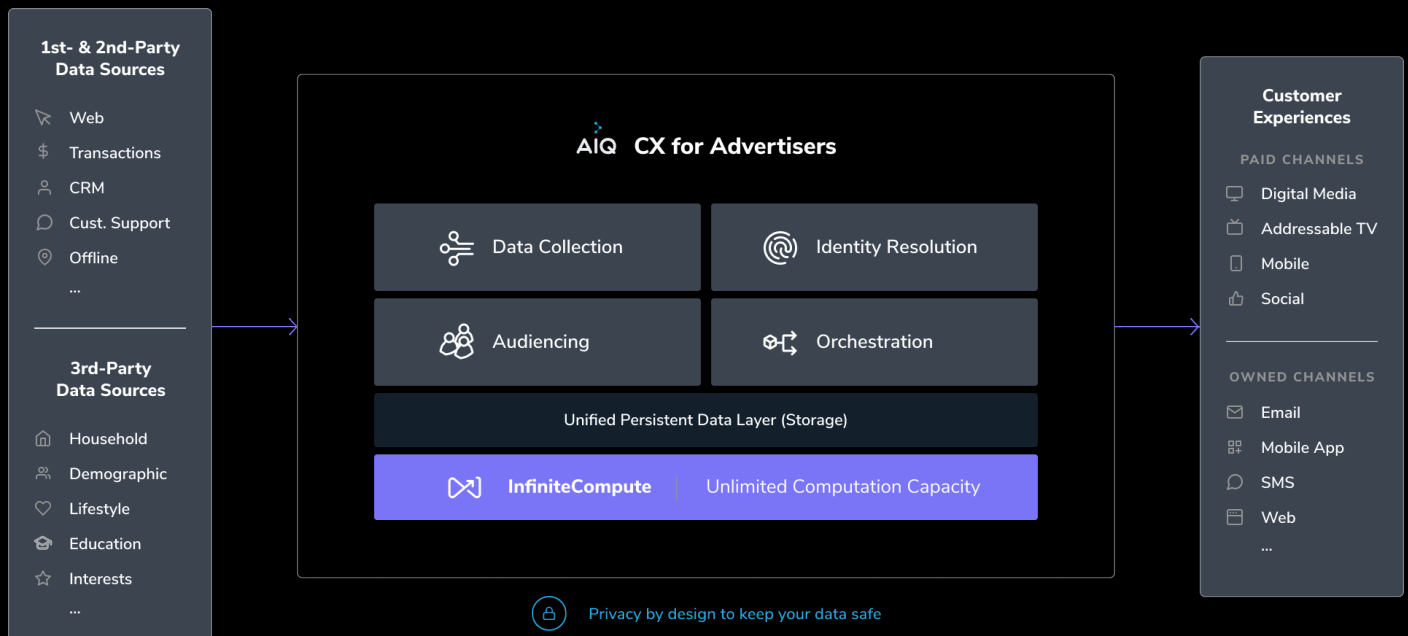 1st- & 2nd-Party
Data Sources
Web
Transactions
CRM
Cust. Support
Offline
...
3rd-Party
Data Sources
Household
Demographic
Lifestyle
Education
Interests
...
AIQ CX for Advertisers
Data Collection
Identity Resolution
Audiencing
Orchestration
Unified Persistent Data Layer (Storage)
InfiniteCompute | Unlimited Computation Capacity
Privacy by design to keep your data safe
Customer
Experiences
PAID CHANNELS
Digital Media
Addressable TV
Mobile
Social
OWNED CHANNELS
Email
Mobile App
SMS
Web
...